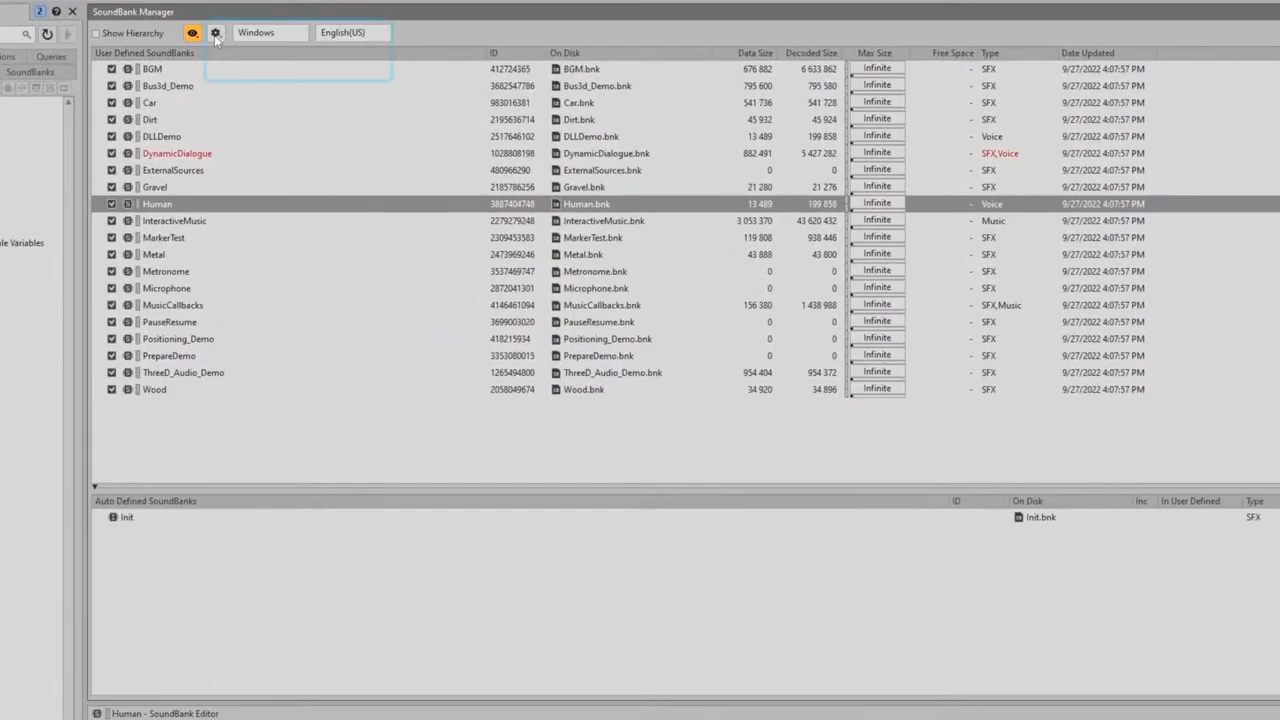 2
SoundBank Manager
Show Hierarchy Windows English(US)
ions Queries
SoundBanks
User Defined SoundBanks ID On Disk Data Size Decoded Size Max Size Free Space Type Date Updated
BGM 412724365 BGM.bnk 676 882 6 633 862 Infinite - SFX 9/27/2022 4:07:57 PM
Bus3d_Demo 3682547786 Bus3d_Demo.bnk 795 600 795 580 Infinite - SFX 9/27/2022 4:07:57 PM
Car 983016381 Car.bnk 541 736 541 728 Infinite - SFX 9/27/2022 4:07:57 PM
Dirt 2195636714 Dirt.bnk 45 932 45 924 Infinite - SFX 9/27/2022 4:07:57 PM
DLLDemo 2517646102 DLLDemo.bnk 13 489 199 858 Infinite - Voice 9/27/2022 4:07:57 PM
DynamicDialogue 1028808198 DynamicDialogue.bnk 882 491 5 427 282 Infinite - SFX,Voice 9/27/2022 4:07:57 PM
ExternalSources 480966290 ExternalSources.bnk 0 0 Infinite - SFX 9/27/2022 4:07:57 PM
Gravel 2185786256 Gravel.bnk 21 280 21 276 Infinite - SFX 9/27/2022 4:07:57 PM
Human 3887404748 Human.bnk 13 489 199 858 Infinite - Voice 9/27/2022 4:07:57 PM
InteractiveMusic 2279279248 InteractiveMusic.bnk 3 053 370 43 620 432 Infinite - Music 9/27/2022 4:07:57 PM
MarkerTest 2309453583 MarkerTest.bnk 119 808 938 446 Infinite - SFX 9/27/2022 4:07:57 PM
le Variables
Metal 2473969246 Metal.bnk 43 888 43 800 Infinite - SFX 9/27/2022 4:07:57 PM
Metronome 3537469747 Metronome.bnk 0 0 Infinite - SFX 9/27/2022 4:07:57 PM
Microphone 2872041301 Microphone.bnk 0 0 Infinite - SFX 9/27/2022 4:07:57 PM
MusicCallbacks 4146461094 MusicCallbacks.bnk 156 380 1 438 988 Infinite - SFX,Music 9/27/2022 4:07:57 PM
PauseResume 3699003020 PauseResume.bnk 0 0 Infinite - SFX 9/27/2022 4:07:57 PM
Positioning_Demo 418215934 Positioning_Demo.bnk 0 0 Infinite - SFX 9/27/2022 4:07:57 PM
PrepareDemo 3353080015 PrepareDemo.bnk 0 0 Infinite - SFX 9/27/2022 4:07:57 PM
ThreeD_Audio_Demo 1265494800 ThreeD_Audio_Demo.bnk 954 404 954 372 Infinite - SFX 9/27/2022 4:07:57 PM
Wood 2058049674 Wood.bnk 34 920 34 896 Infinite - SFX 9/27/2022 4:07:57 PM
Auto Defined SoundBanks ID On Disk Inc In User Defined Type
Init Init.bnk SFX
Human - SoundBank Editor